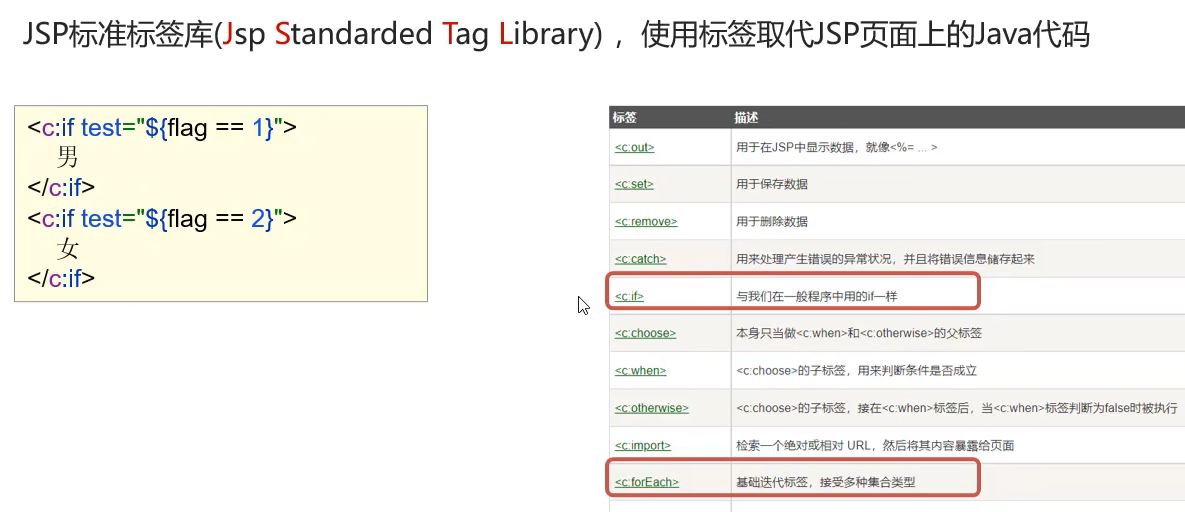 JSP标准标签库(Jsp Standarded Tag Library) ，使用标签取代JSP页面上的Java代码
<c:if test="${flag == 1}">
男
</c:if>
<c:if test="${flag == 2}">
女
</c:if>
标签 描述
<c:out> 用于在JSP中显示数据，就像<%= ... >
<c:set> 用于保存数据
<c:remove> 用于删除数据
<c:catch> 用来处理产生错误的异常状况，并且将错误信息储存起来
<c:if> 与我们在一般程序中用的if一样
<c:choose> 本身只当做<c:when>和<c:otherwise>的父标签
<c:when> <c:choose>的子标签，用来判断条件是否成立
<c:otherwise> <c:choose>的子标签，接在<c:when>标签后，当<c:when>标签判断为false时被执行
<c:import> 检索一个绝对或相对 URL，然后将其内容暴露给页面
<c:forEach> 基础迭代标签，接受多种集合类型